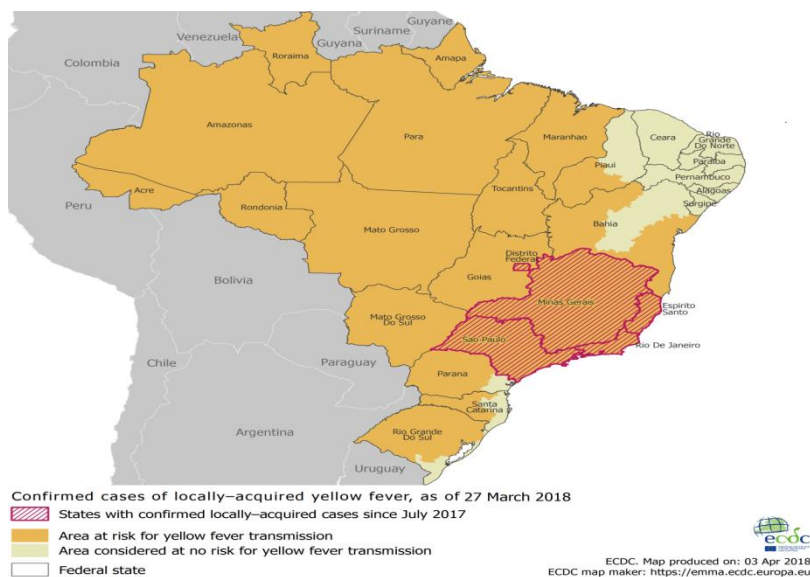 Venezuela
Suriname
Guyane
Guyana
Colombia
Roraima
Amapa
Amazonas
Para
Maranhao
Ceara
Rio
Grande
Do Norte
Piaui
Paraiba
Pernambuco
Acre
Tocantins
Alagoas
Sergipe
Peru
Rondonia
Mato Grosso
Bahia
Distrito
Federal
Goias
Bolivia
Minas Gerais
Espirito
Santo
Mato Grosso
Do Sul
Sao Paulo
Rio De Janeiro
Chile
Paraguay
Parana
Santa
Catarina
Argentina
Rio Grande
Do Sul
Uruguay
Confirmed cases of locally–acquired yellow fever, as of 27 March 2018
States with confirmed locally–acquired cases since July 2017
Area at risk for yellow fever transmission
Area considered at no risk for yellow fever transmission
Federal state
ecdc
ECDC. Map produced on: 03 Apr 2018
ECDC map maker: https://emma.ecdc.europa.eu